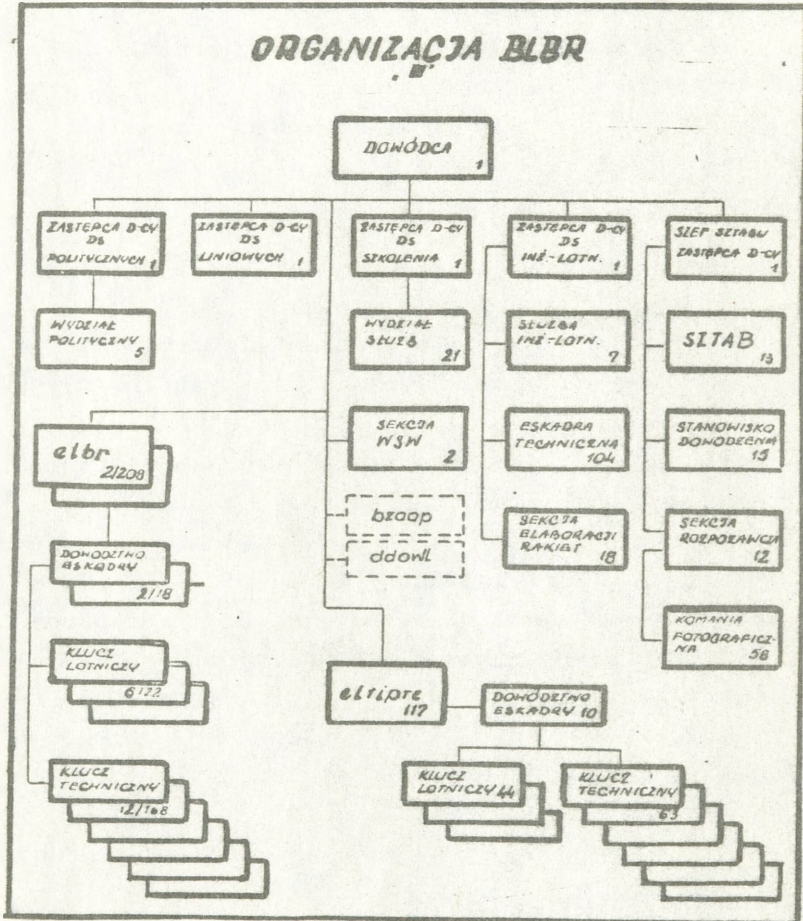 ORGANIZACJA BLBR
DOWÓDCA
1
ZASTĘPCA D-CY
DS
POLITYCZNYCH 1
ZASTĘPCA D-CY
DS
LINIOWYCH 1
ZASTĘPCA D-CY
DS
SZKOLENIA 1
ZASTĘPCA D-CY
DS
INŻ.-LOTN. 1
SZEF SZTABU
ZASTĘPCA D-CY
1
WYDZIAŁ
POLITYCZNY
5
WYDZIAŁ
SŁUŻB
21
SŁUŻBA
INŻ-LOTN.
7
SZTAB
13
elbr
2/208
SEKCJA
WSW
2
ESKADRA
TECHNICZNA
104
STANOWISKO
DOWODZENIA
15
bzaop
ddowl
DOWÓDZTWO
ESKADRY
2/18
SEKCJA
ELABORACJI
RAKIET 18
SEKCJA
ROZPOZNAWCZA
12
KLUCZ
LOTNICZY
6/22
KOMPANIA
FOTOGRAFICZ-
NA 58
eltipre
117
DOWÓDZTWO
ESKADRY 10
KLUCZ
TECHNICZNY
12/168
KLUCZ
LOTNICZY 44
KLUCZ
TECHNICZNY
63